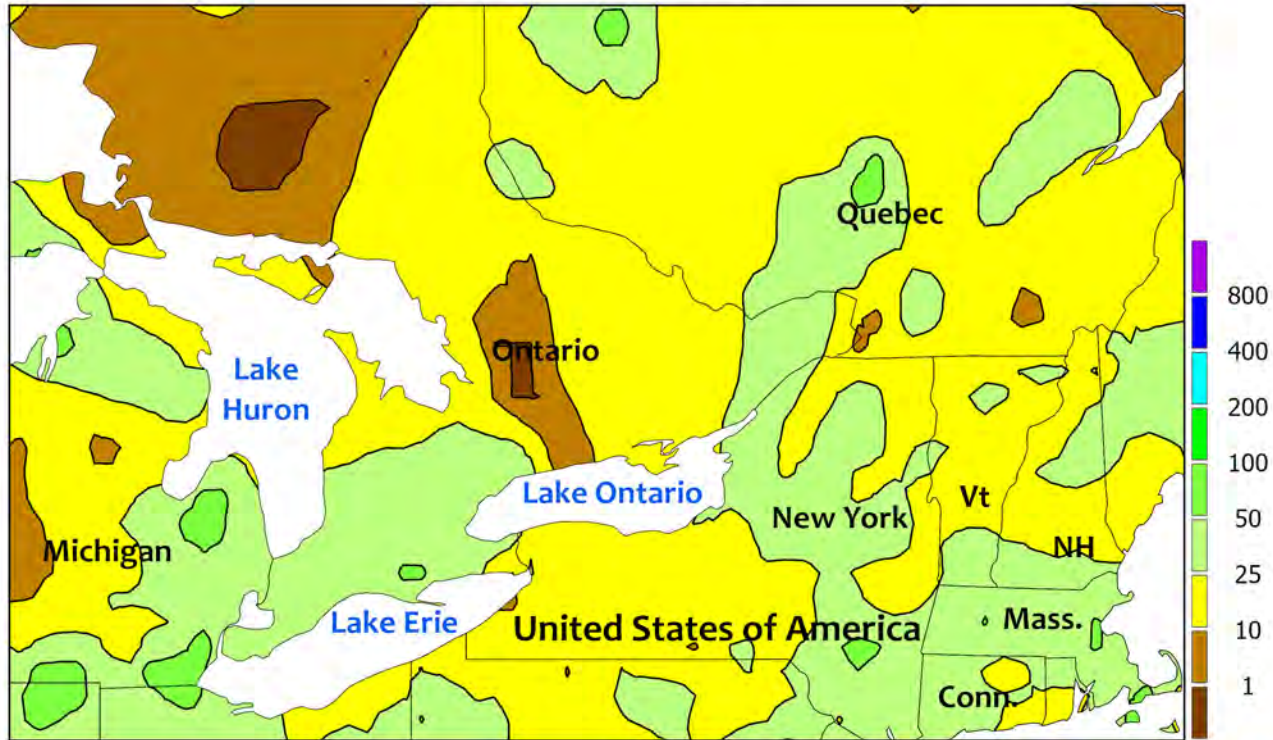 Quebec
Ontario
Lake
Huron
Lake Ontario
New York
Vt
NH
Michigan
Lake Erie
United States of America
Mass.
Conn.
800
400
200
100
50
25
10
1